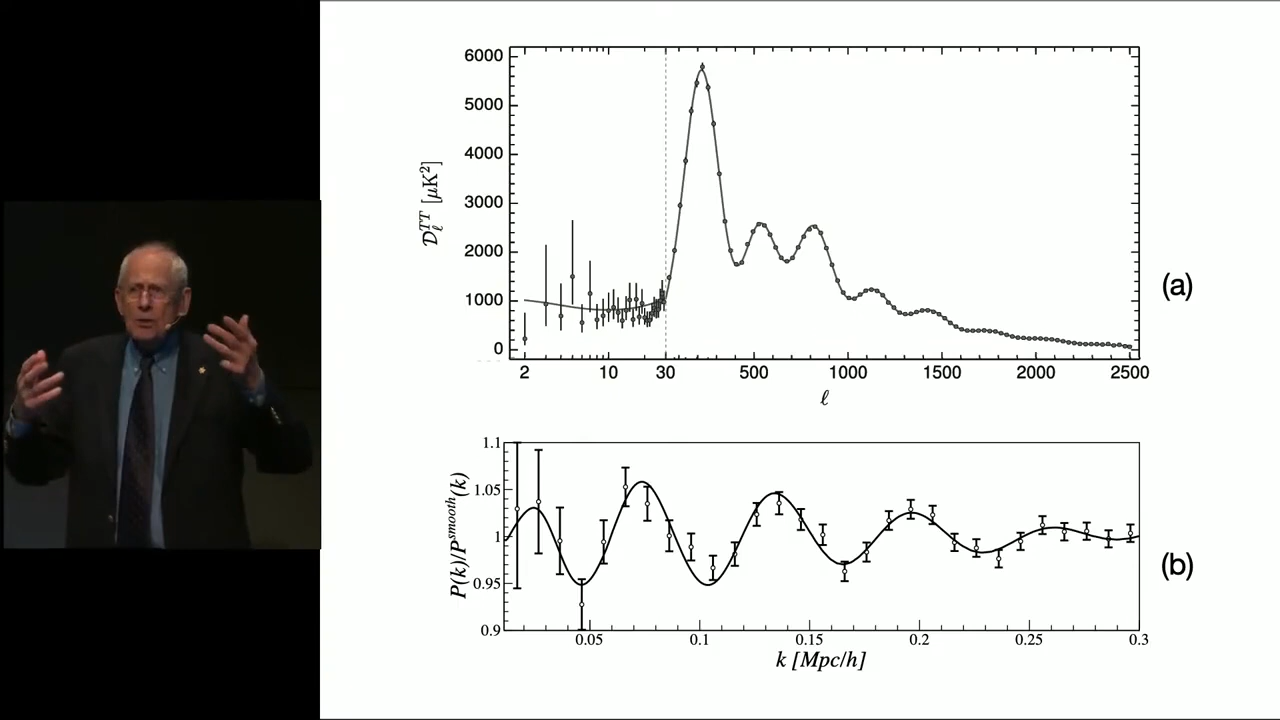 6000
5000
4000
3000
2000
1000
0
𝒟ℓ^TT [μK²]
2 10 30 500 1000 1500 2000 2500
ℓ
(a)
1.1
1.05
1
0.95
0.9
P(k)/P^smooth(k)
0.05 0.1 0.15 0.2 0.25 0.3
k [Mpc/h]
(b)